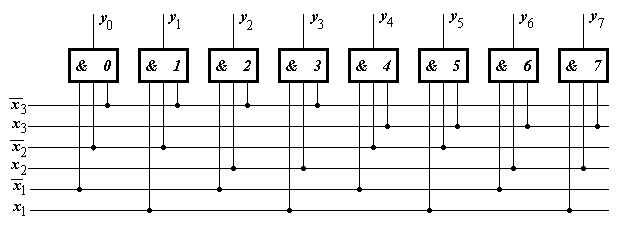 y₀ y₁ y₂ y₃ y₄ y₅ y₆ y₇
& 0 & 1 & 2 & 3 & 4 & 5 & 6 & 7
x̅₃
x₃
x̅₂
x₂
x̅₁
x₁